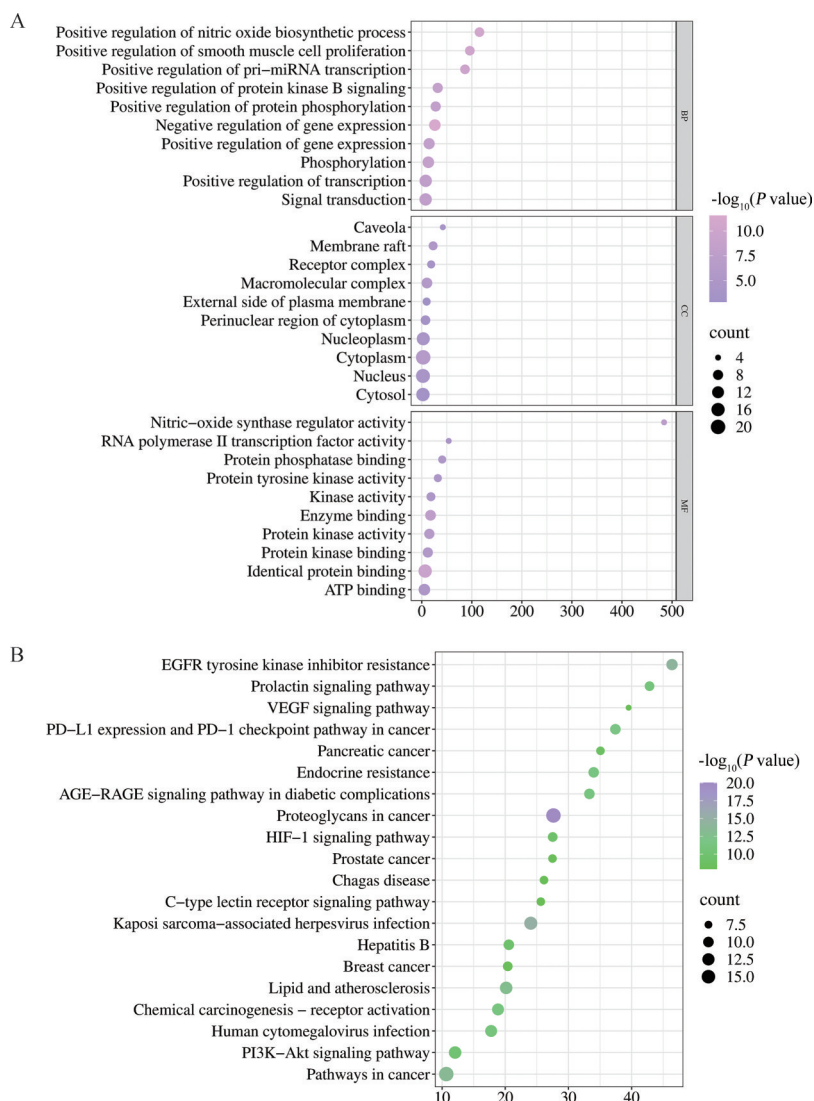 A
Positive regulation of nitric oxide biosynthetic process
Positive regulation of smooth muscle cell proliferation
Positive regulation of pri−miRNA transcription
Positive regulation of protein kinase B signaling
Positive regulation of protein phosphorylation
Negative regulation of gene expression
Positive regulation of gene expression
Phosphorylation
Positive regulation of transcription
Signal transduction
BP
Caveola
Membrane raft
Receptor complex
Macromolecular complex
External side of plasma membrane
Perinuclear region of cytoplasm
Nucleoplasm
Cytoplasm
Nucleus
Cytosol
CC
Nitric−oxide synthase regulator activity
RNA polymerase II transcription factor activity
Protein phosphatase binding
Protein tyrosine kinase activity
Kinase activity
Enzyme binding
Protein kinase activity
Protein kinase binding
Identical protein binding
ATP binding
MF
0 100 200 300 400 500
-log10(P value)
10.0
7.5
5.0
count
4
8
12
16
20
B
EGFR tyrosine kinase inhibitor resistance
Prolactin signaling pathway
VEGF signaling pathway
PD−L1 expression and PD−1 checkpoint pathway in cancer
Pancreatic cancer
Endocrine resistance
AGE−RAGE signaling pathway in diabetic complications
Proteoglycans in cancer
HIF−1 signaling pathway
Prostate cancer
Chagas disease
C−type lectin receptor signaling pathway
Kaposi sarcoma−associated herpesvirus infection
Hepatitis B
Breast cancer
Lipid and atherosclerosis
Chemical carcinogenesis − receptor activation
Human cytomegalovirus infection
PI3K−Akt signaling pathway
Pathways in cancer
10 20 30 40
-log10(P value)
20.0
17.5
15.0
12.5
10.0
count
7.5
10.0
12.5
15.0